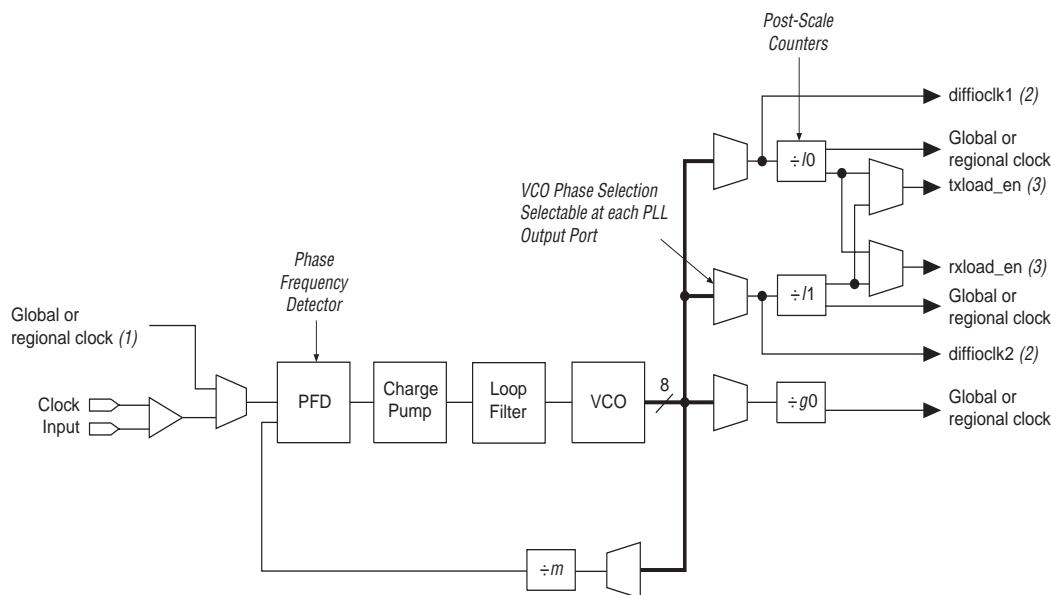 Post-Scale
Counters
diffioclk1 (2)
÷l0
Global or
regional clock
txload_en (3)
VCO Phase Selection
Selectable at each PLL
Output Port
rxload_en (3)
÷l1
Global or
regional clock
diffioclk2 (2)
Phase
Frequency
Detector
Global or
regional clock (1)
Clock
Input
PFD
Charge
Pump
Loop
Filter
VCO
8
÷g0
Global or
regional clock
÷m